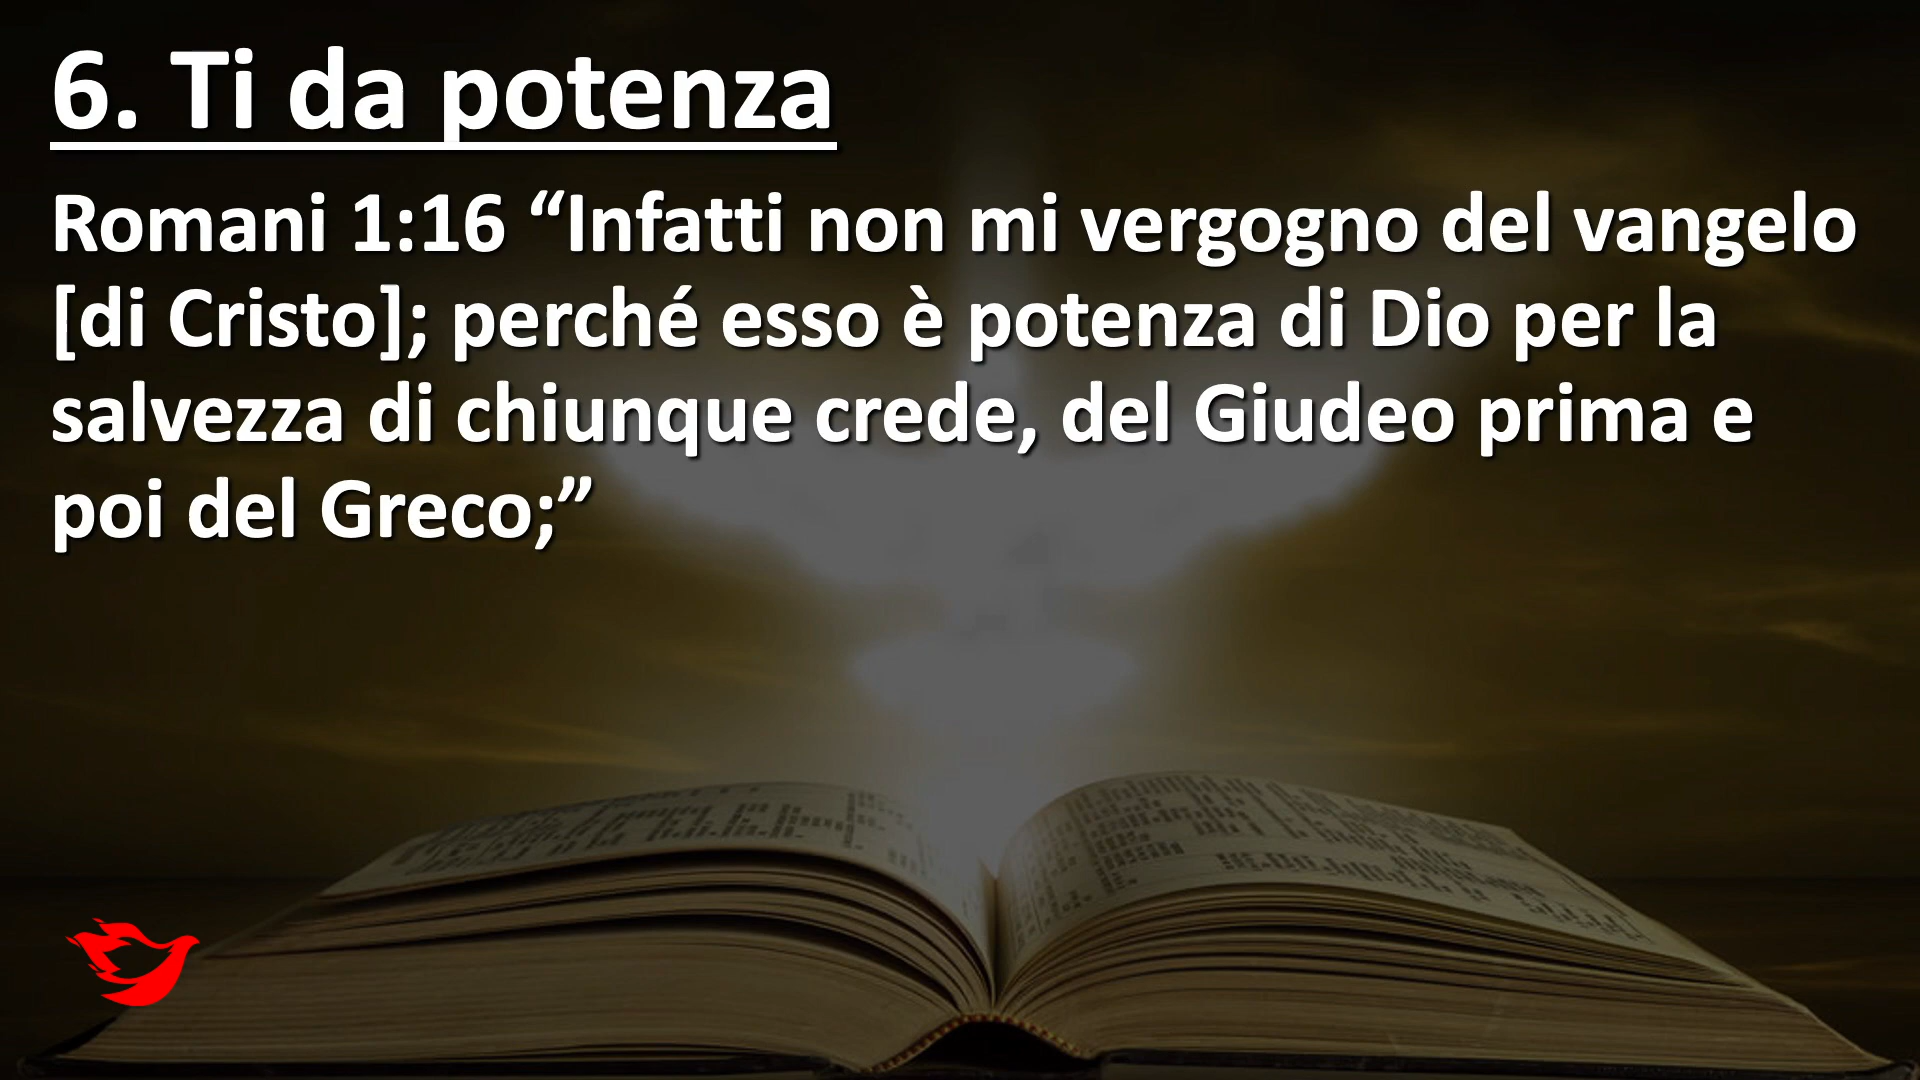 6. Ti da potenza
Romani 1:16 “Infatti non mi vergogno del vangelo
[di Cristo]; perché esso è potenza di Dio per la
salvezza di chiunque crede, del Giudeo prima e
poi del Greco;”